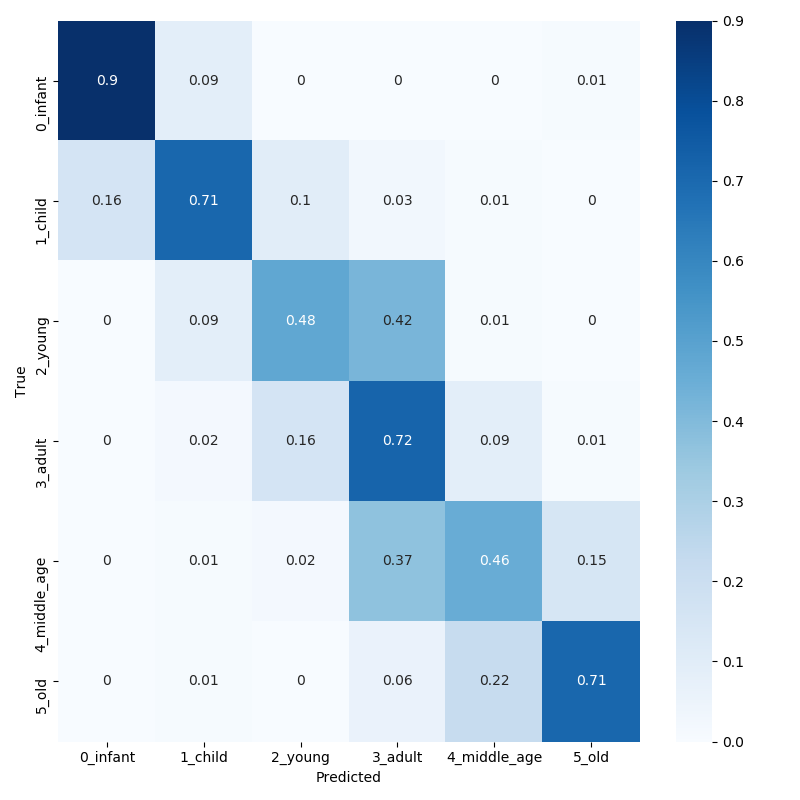 0_infant 0.9 0.09 0 0 0 0.01
1_child 0.16 0.71 0.1 0.03 0.01 0
2_young 0 0.09 0.48 0.42 0.01 0
3_adult 0 0.02 0.16 0.72 0.09 0.01
4_middle_age 0 0.01 0.02 0.37 0.46 0.15
5_old 0 0.01 0 0.06 0.22 0.71
True
0_infant 1_child 2_young 3_adult 4_middle_age 5_old
Predicted
0.9
0.8
0.7
0.6
0.5
0.4
0.3
0.2
0.1
0.0